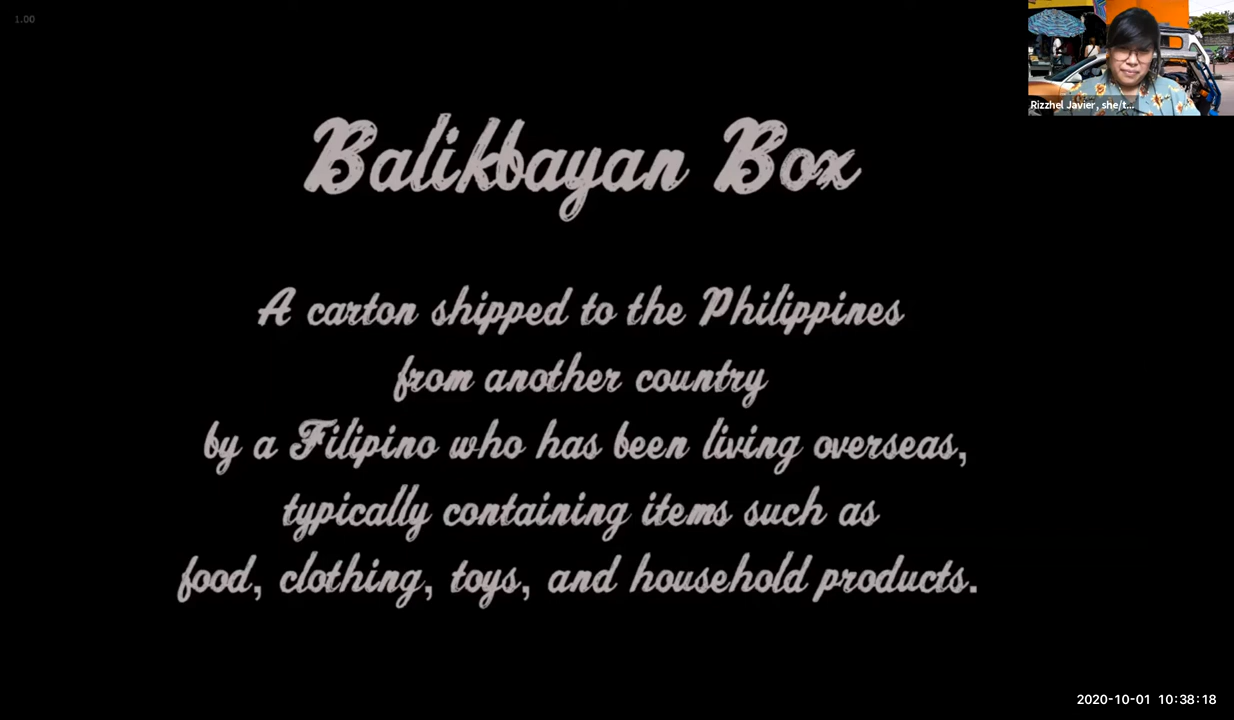 1.00
Rizzhel Javier, she/t...
Balikbayan Box
A carton shipped to the Philippines
from another country
by a Filipino who has been living overseas,
typically containing items such as
food, clothing, toys, and household products.
2020-10-01 10:38:18